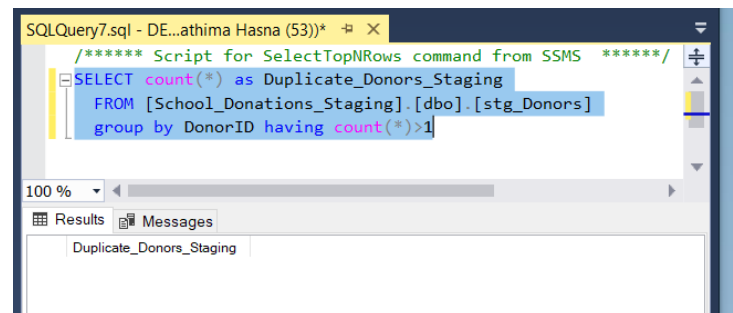 SQLQuery7.sql - DE...athima Hasna (53))*
/****** Script for SelectTopNRows command from SSMS  ******/
SELECT count(*) as Duplicate_Donors_Staging
FROM [School_Donations_Staging].[dbo].[stg_Donors]
group by DonorID having count(*)>1
100 %
Results Messages
Duplicate_Donors_Staging